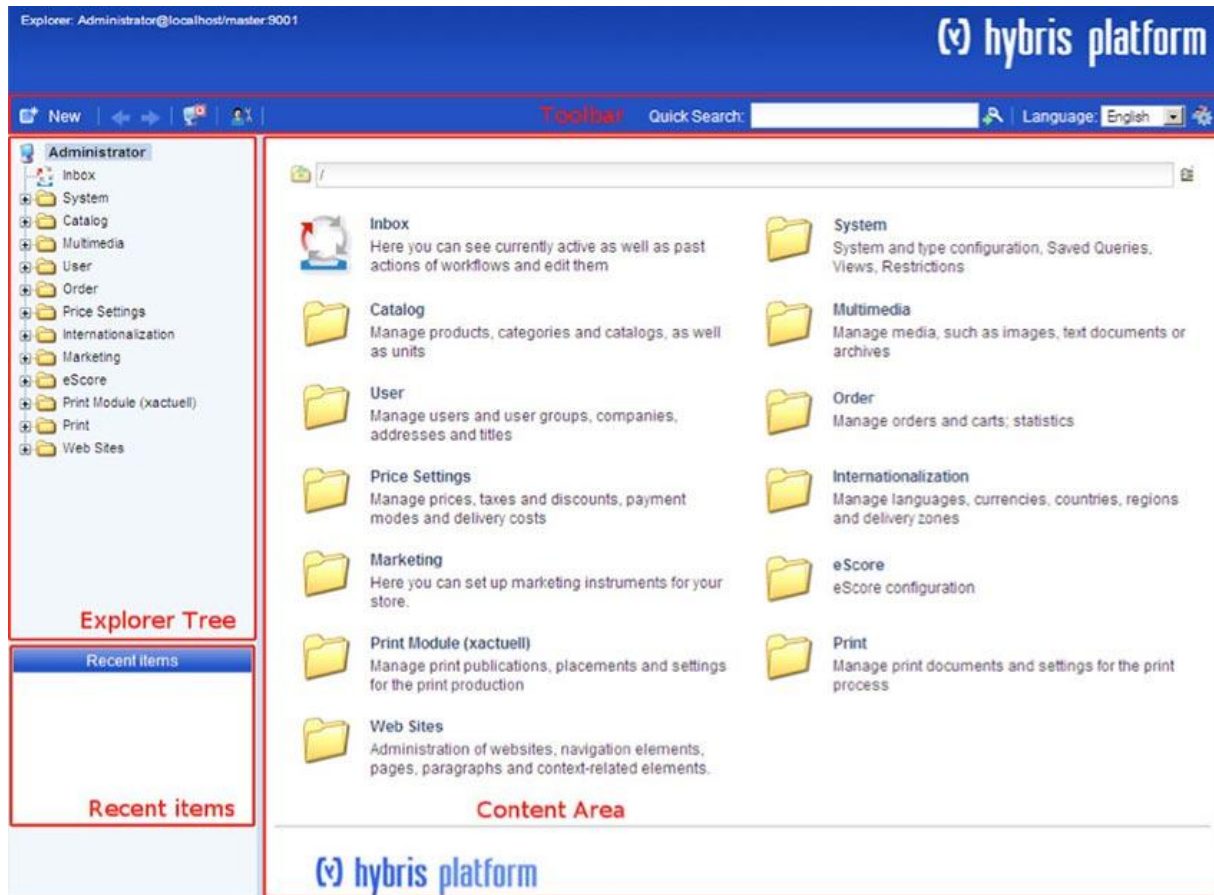 Explorer: Administrator@localhost/master:9001
(y) hybris platform
New
Toolbar
Quick Search:
Language: English
Administrator
Inbox
System
Catalog
Multimedia
User
Order
Price Settings
Internationalization
Marketing
eScore
Print Module (xactuell)
Print
Web Sites
Explorer Tree
Recent items
Recent items
/
Inbox
Here you can see currently active as well as past
actions of workflows and edit them
System
System and type configuration, Saved Queries,
Views, Restrictions
Catalog
Manage products, categories and catalogs, as well
as units
Multimedia
Manage media, such as images, text documents or
archives
User
Manage users and user groups, companies,
addresses and titles
Order
Manage orders and carts; statistics
Price Settings
Manage prices, taxes and discounts, payment
modes and delivery costs
Internationalization
Manage languages, currencies, countries, regions
and delivery zones
Marketing
Here you can set up marketing instruments for your
store.
eScore
eScore configuration
Print Module (xactuell)
Manage print publications, placements and settings
for the print production
Print
Manage print documents and settings for the print
process
Web Sites
Administration of websites, navigation elements,
pages, paragraphs and context-related elements.
Content Area
(y) hybris platform